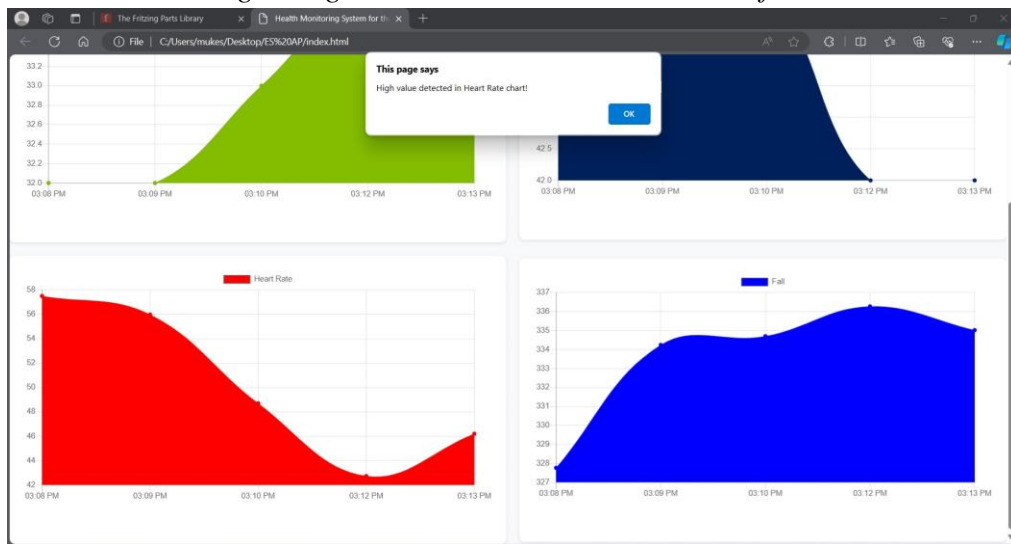 The Fritzing Parts Library
Health Monitoring System for th
File
C:/Users/mukes/Desktop/ES%20AP/index.html
This page says
High value detected in Heart Rate chart!
OK
33.2
33.0
32.8
32.6
32.4
32.2
32.0
03:08 PM 03:09 PM 03:10 PM 03:12 PM 03:13 PM
42.5
42.0
03:08 PM 03:09 PM 03:10 PM 03:12 PM 03:13 PM
Heart Rate
58
56
54
52
50
48
46
44
42
03:08 PM 03:09 PM 03:10 PM 03:12 PM 03:13 PM
Fall
337
336
335
334
333
332
331
330
329
328
327
03:08 PM 03:09 PM 03:10 PM 03:12 PM 03:13 PM